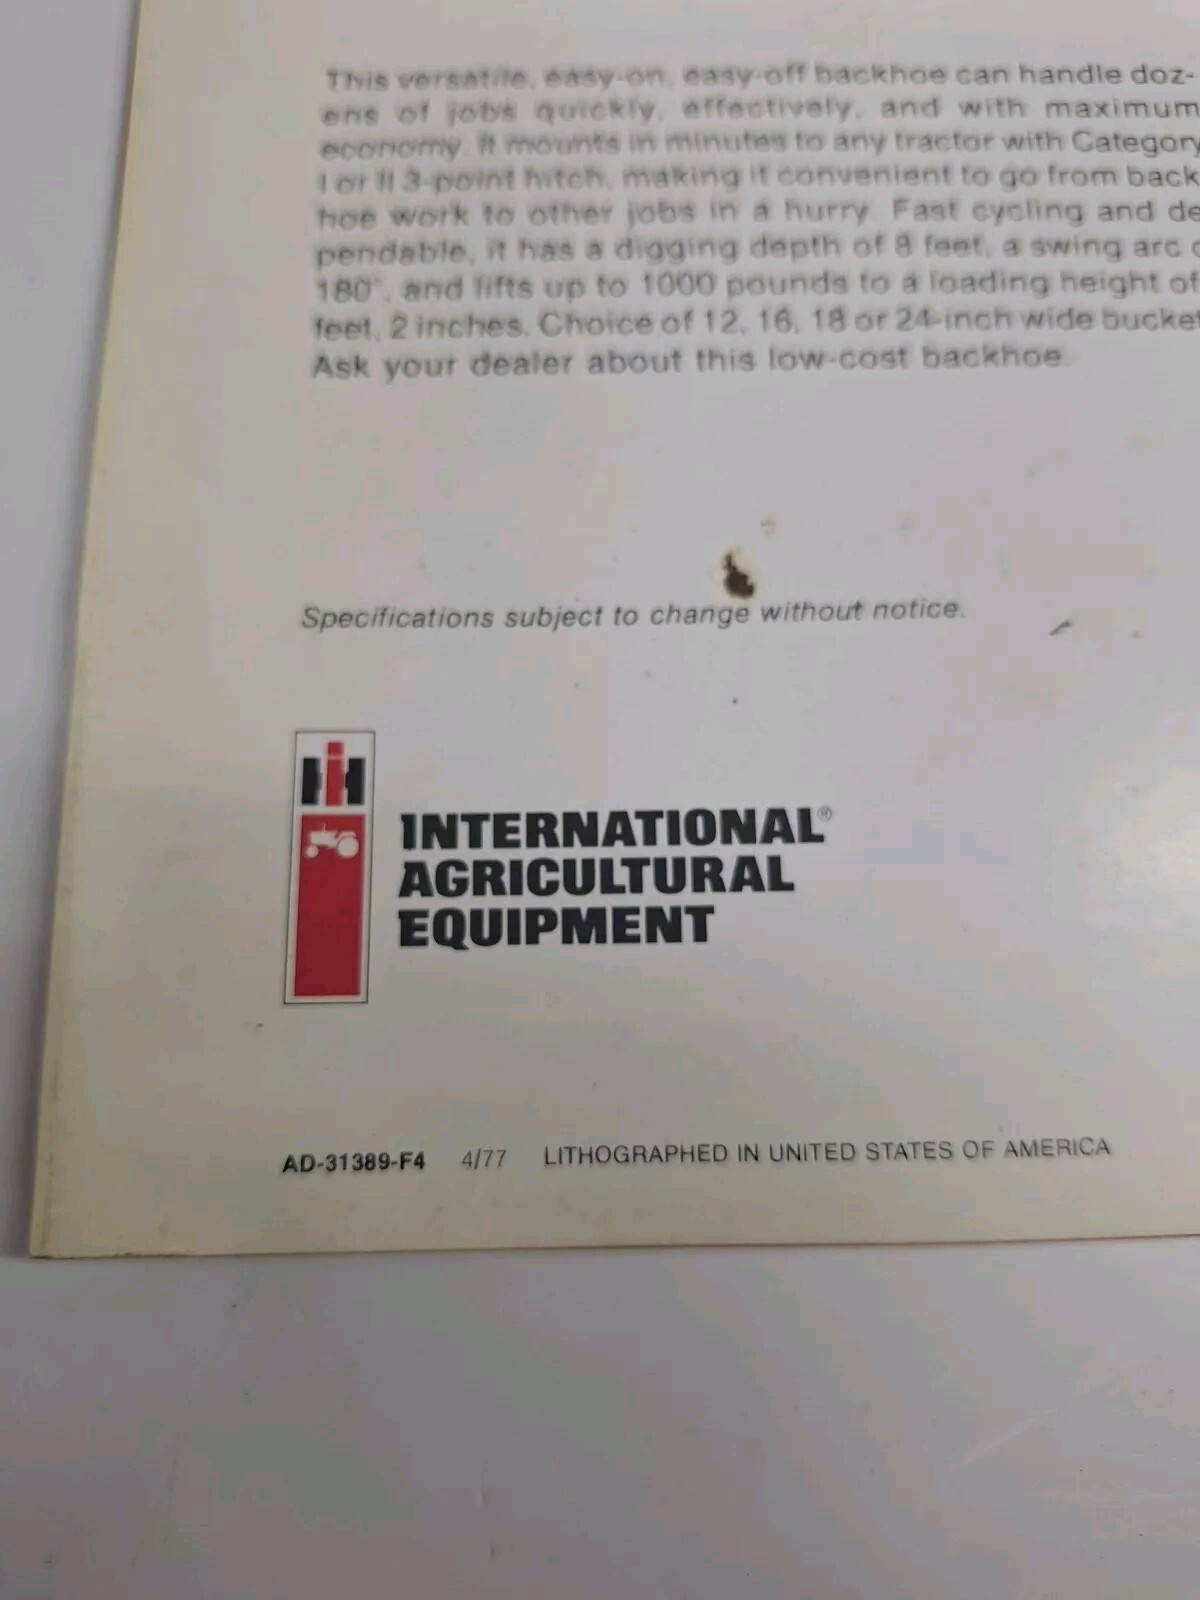 This versatile, easy-on, easy-off backhoe can handle doz-
ens of jobs quickly, effectively, and with maximum
economy. It mounts in minutes to any tractor with Category
I or II 3-point hitch, making it convenient to go from back
hoe work to other jobs in a hurry. Fast cycling and de
pendable, it has a digging depth of 8 feet, a swing arc
180°, and lifts up to 1000 pounds to a loading height of
feet, 2 inches. Choice of 12, 16, 18 or 24-inch wide bucket
Ask your dealer about this low-cost backhoe.
Specifications subject to change without notice.
IH
INTERNATIONAL®
AGRICULTURAL
EQUIPMENT
AD-31389-F4 4/77 LITHOGRAPHED IN UNITED STATES OF AMERICA